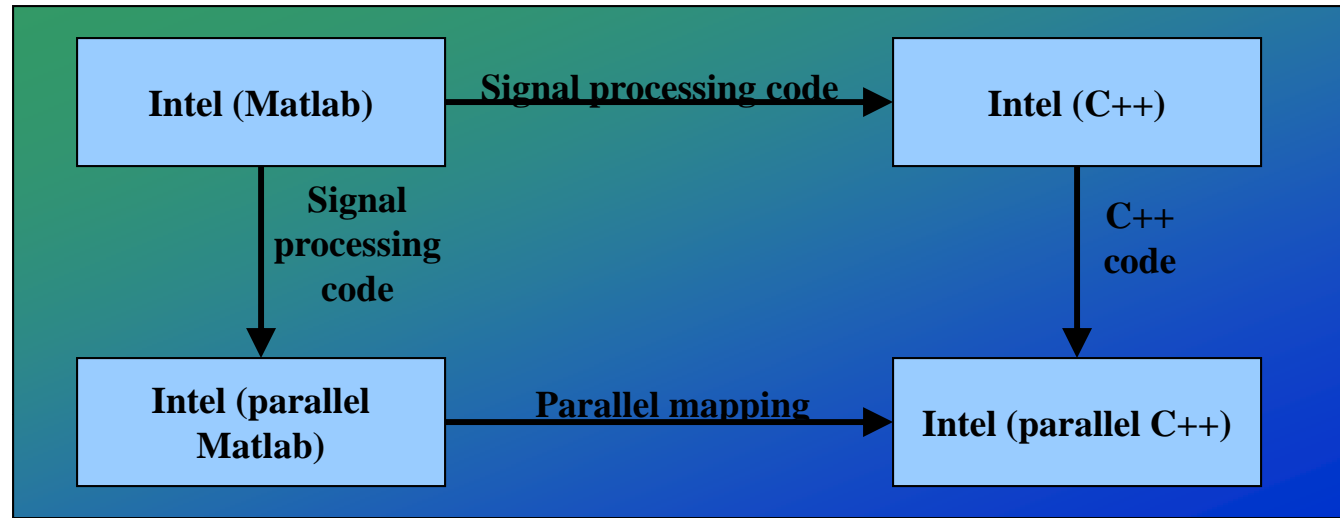 Intel (Matlab)
Signal processing code
Intel (C++)
Signal
processing
code
C++
code
Intel (parallel
Matlab)
Parallel mapping
Intel (parallel C++)